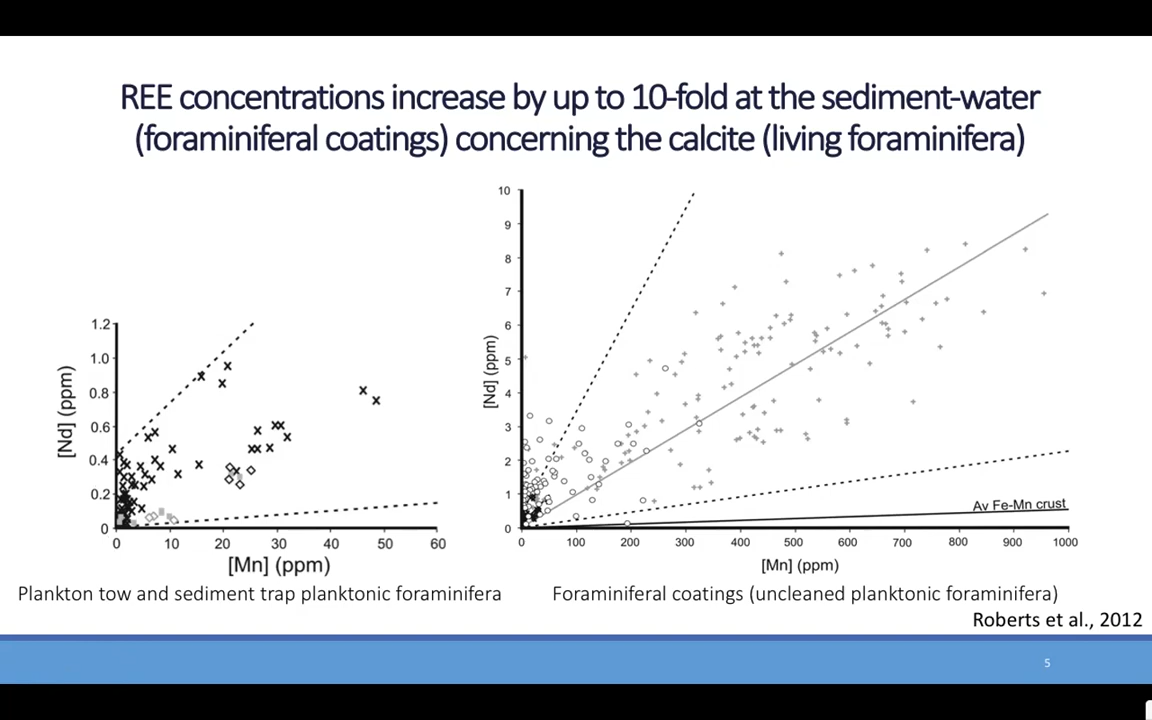 REE concentrations increase by up to 10-fold at the sediment-water
(foraminiferal coatings) concerning the calcite (living foraminifera)
1.2
1.0
0.8
0.6
0.4
0.2
0
[Nd] (ppm)
0 10 20 30 40 50 60
[Mn] (ppm)
Plankton tow and sediment trap planktonic foraminifera
10
9
8
7
6
5
4
3
2
1
0
[Nd] (ppm)
Av Fe-Mn crust
0 100 200 300 400 500 600 700 800 900 1000
[Mn] (ppm)
Foraminiferal coatings (uncleaned planktonic foraminifera)
Roberts et al., 2012
5